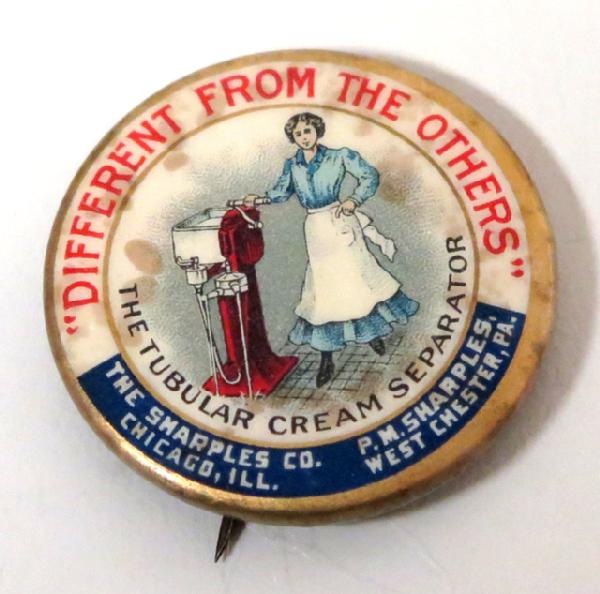 "DIFFERENT FROM THE OTHERS"
THE TUBULAR CREAM SEPARATOR
THE SHARPLES CO.
CHICAGO, ILL.
P.M. SHARPLES,
WEST CHESTER, PA.